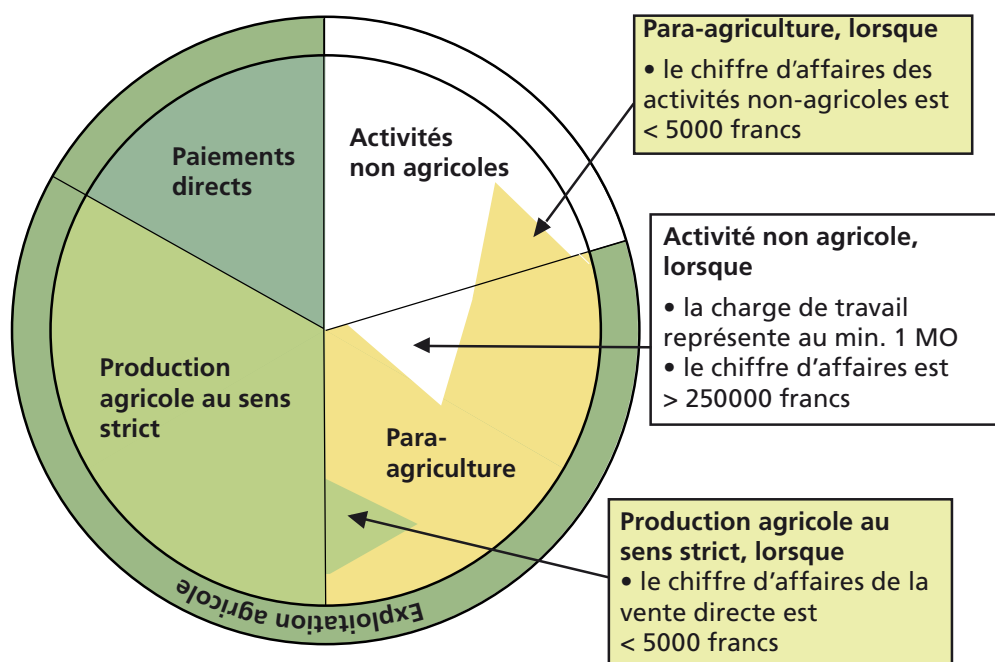 Paiements
directs
Activités
non agricoles
Production
agricole au sens
strict
Para-
agriculture
Exploitation agricole
Para-agriculture, lorsque
• le chiffre d'affaires des
activités non-agricoles est
< 5000 francs
Activité non agricole,
lorsque
• la charge de travail
représente au min. 1 MO
• le chiffre d'affaires est
> 250000 francs
Production agricole au
sens strict, lorsque
• le chiffre d'affaires de la
vente directe est
< 5000 francs